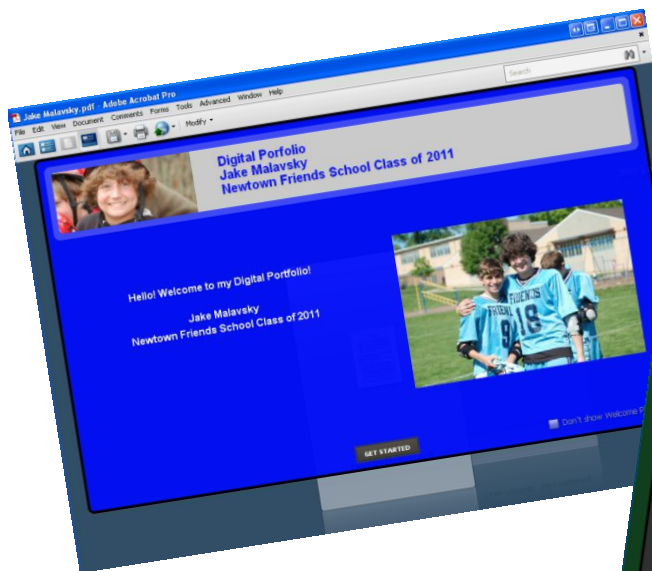 Jake Malavsky.pdf - Adobe Acrobat Pro
File Edit View Document Comments Forms Tools Advanced Window Help
Search
Modify
Digital Porfolio
Jake Malavsky
Newtown Friends School Class of 2011
Hello! Welcome to my Digital Portfolio!
Jake Malavsky
Newtown Friends School Class of 2011
FRIENDS
18
FRIEN
9
Don't show Welcome P
GET STARTED